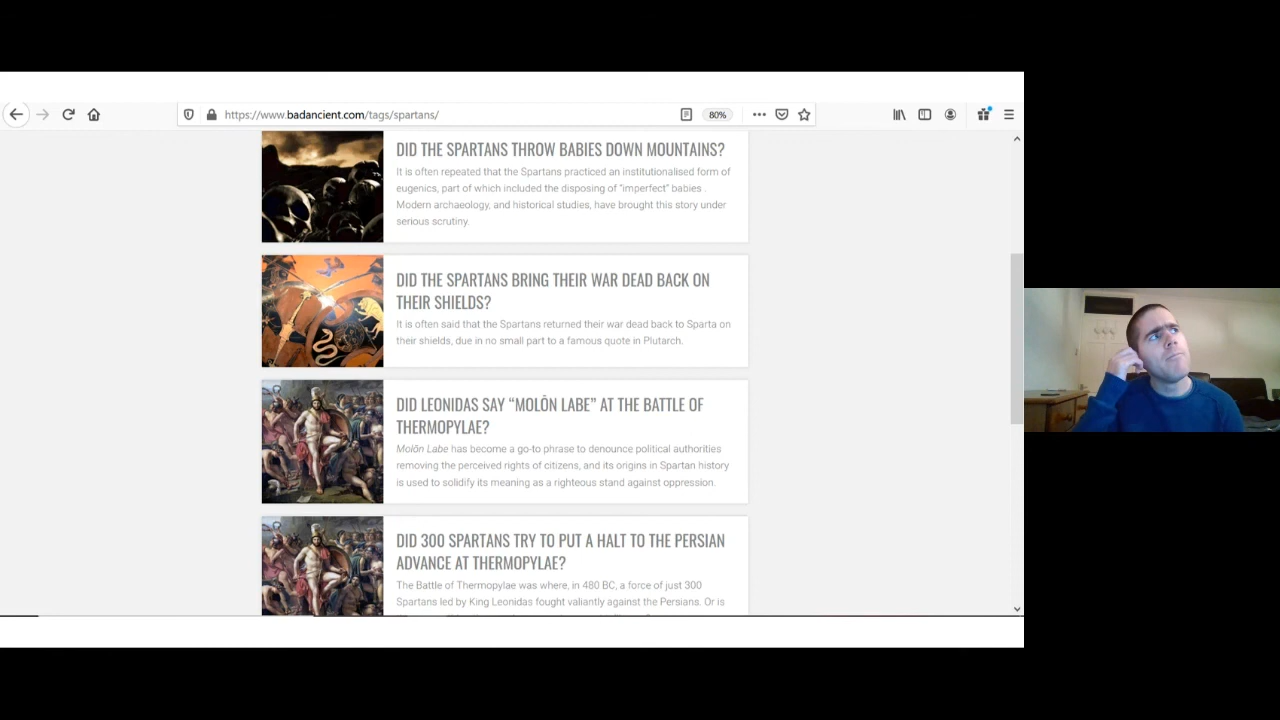 https://www.badancient.com/tags/spartans/
80%
DID THE SPARTANS THROW BABIES DOWN MOUNTAINS?
It is often repeated that the Spartans practiced an institutionalised form of
eugenics, part of which included the disposing of “imperfect” babies .
Modern archaeology, and historical studies, have brought this story under
serious scrutiny.
DID THE SPARTANS BRING THEIR WAR DEAD BACK ON
THEIR SHIELDS?
It is often said that the Spartans returned their war dead back to Sparta on
their shields, due in no small part to a famous quote in Plutarch.
DID LEONIDAS SAY “MOLŌN LABE” AT THE BATTLE OF
THERMOPYLAE?
Molōn Labe has become a go-to phrase to denounce political authorities
removing the perceived rights of citizens, and its origins in Spartan history
is used to solidify its meaning as a righteous stand against oppression.
DID 300 SPARTANS TRY TO PUT A HALT TO THE PERSIAN
ADVANCE AT THERMOPYLAE?
The Battle of Thermopylae was where, in 480 BC, a force of just 300
Spartans led by King Leonidas fought valiantly against the Persians. Or is